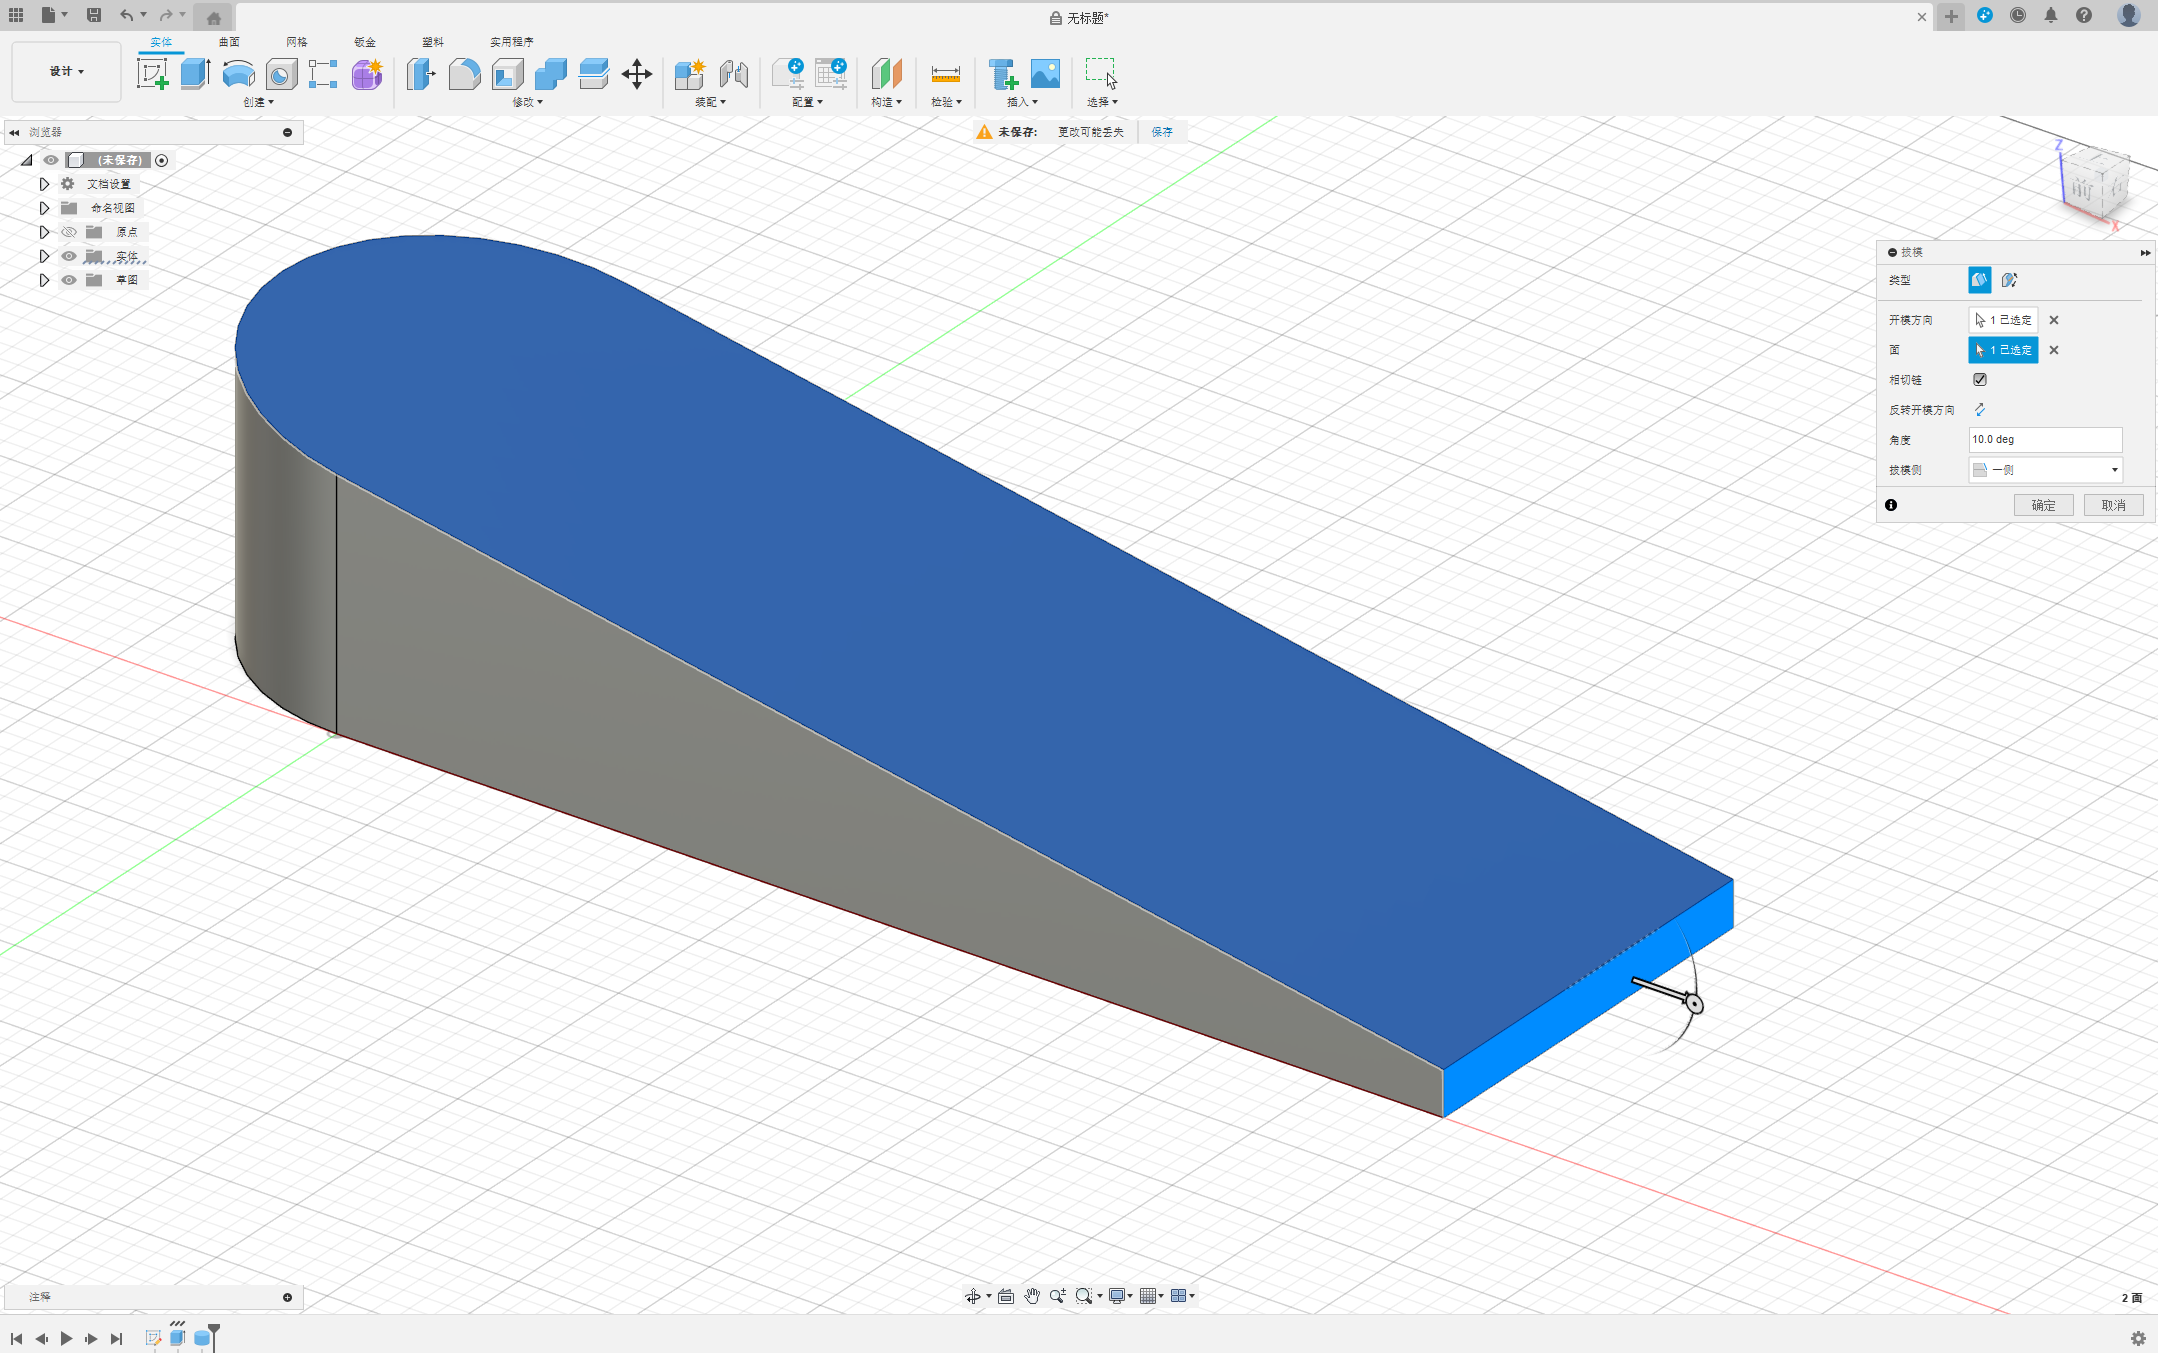 无标题*
实体 曲面 网格 钣金 塑料 实用程序
设计
创建 修改 装配 配置 构造 检验 插入 选择
浏览器
未保存: 更改可能丢失 保存
(未保存)
文档设置
命名视图
原点
实体
草图
Z
前
X
拔模
类型
开模方向 1 已选定
面 1 已选定
相切链
反转开模方向
角度 10.0 deg
拔模侧 一侧
确定 取消
注释
2 面